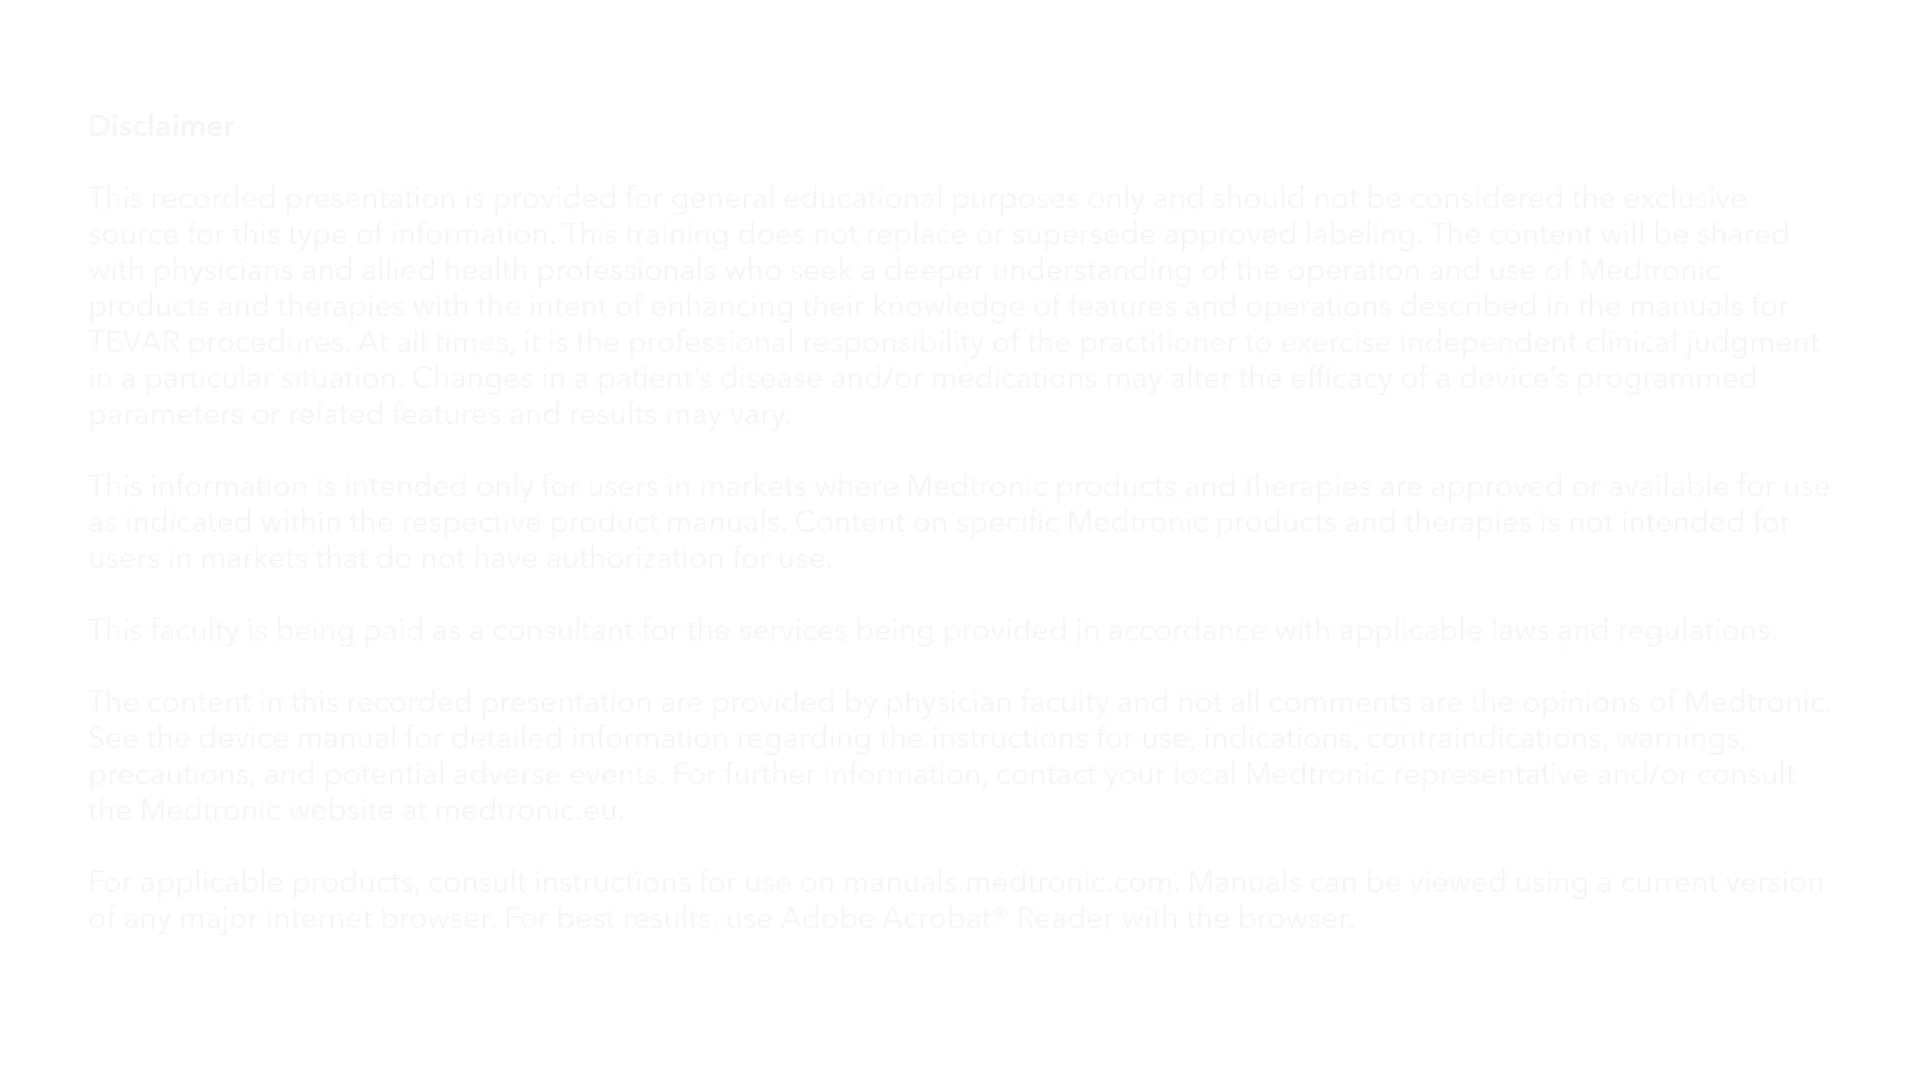 Disclaimer
This recorded presentation is provided for general educational purposes only and should not be considered the exclusive
source for this type of information. This training does not replace or supersede approved labeling. The content will be shared
with physicians and allied health professionals who seek a deeper understanding of the operation and use of Medtronic
products and therapies with the intent of enhancing their knowledge of features and operations described in the manuals for
TEVAR procedures. At all times, it is the professional responsibility of the practitioner to exercise independent clinical judgment
in a particular situation. Changes in a patient’s disease and/or medications may alter the efficacy of a device’s programmed
parameters or related features and results may vary.
This information is intended only for users in markets where Medtronic products and therapies are approved or available for use
as indicated within the respective product manuals. Content on specific Medtronic products and therapies is not intended for
users in markets that do not have authorization for use.
This faculty is being paid as a consultant for the services being provided in accordance with applicable laws and regulations.
The content in this recorded presentation are provided by physician faculty and not all comments are the opinions of Medtronic.
See the device manual for detailed information regarding the instructions for use, indications, contraindications, warnings,
precautions, and potential adverse events. For further information, contact your local Medtronic representative and/or consult
the Medtronic website at medtronic.eu.
For applicable products, consult instructions for use on manuals.medtronic.com. Manuals can be viewed using a current version
of any major internet browser. For best results, use Adobe Acrobat® Reader with the browser.